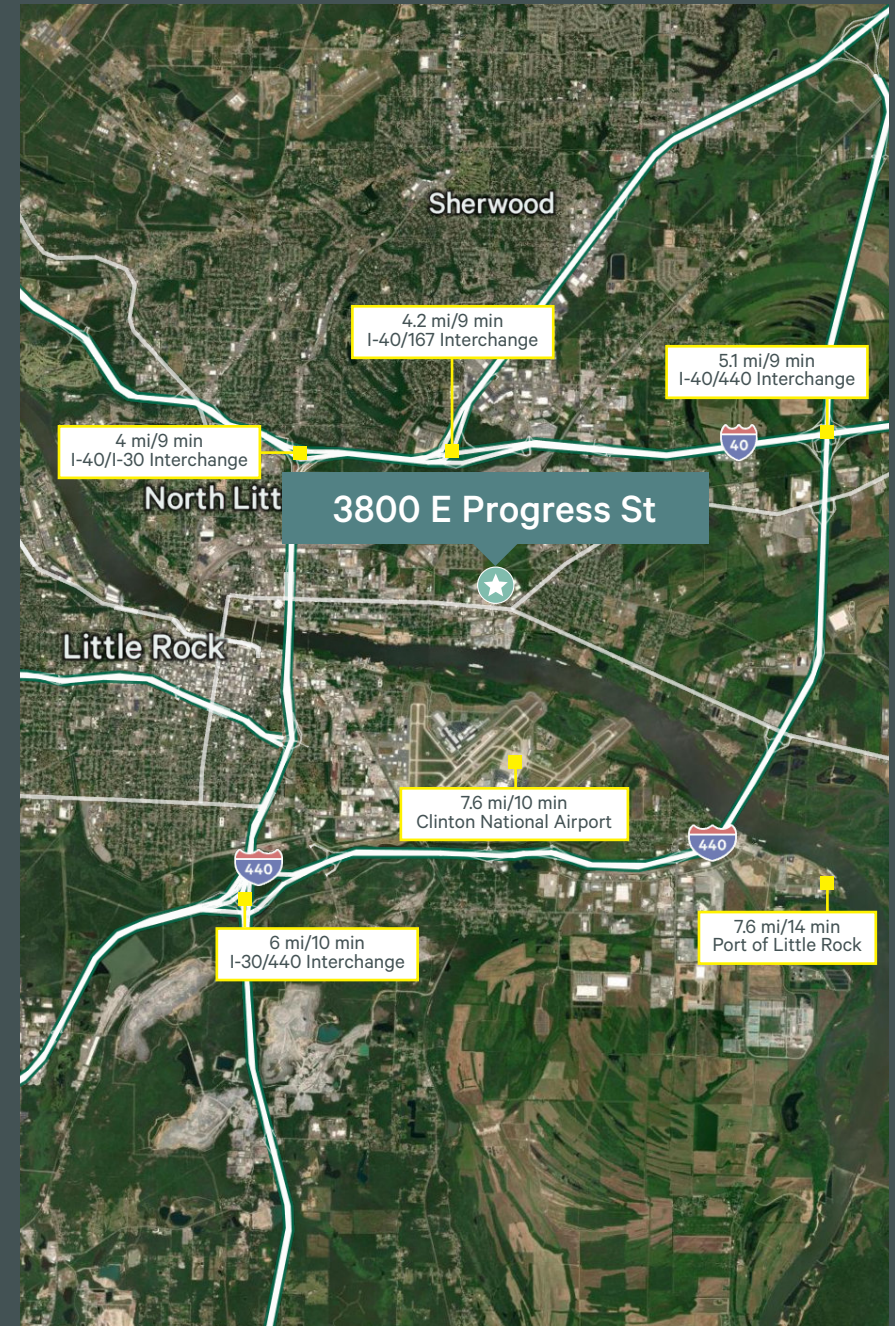 Sherwood
4.2 mi/9 min
I-40/167 Interchange
5.1 mi/9 min
I-40/440 Interchange
4 mi/9 min
I-40/I-30 Interchange
40
North Litt
3800 E Progress St
Little Rock
7.6 mi/10 min
Clinton National Airport
440
440
7.6 mi/14 min
Port of Little Rock
6 mi/10 min
I-30/440 Interchange